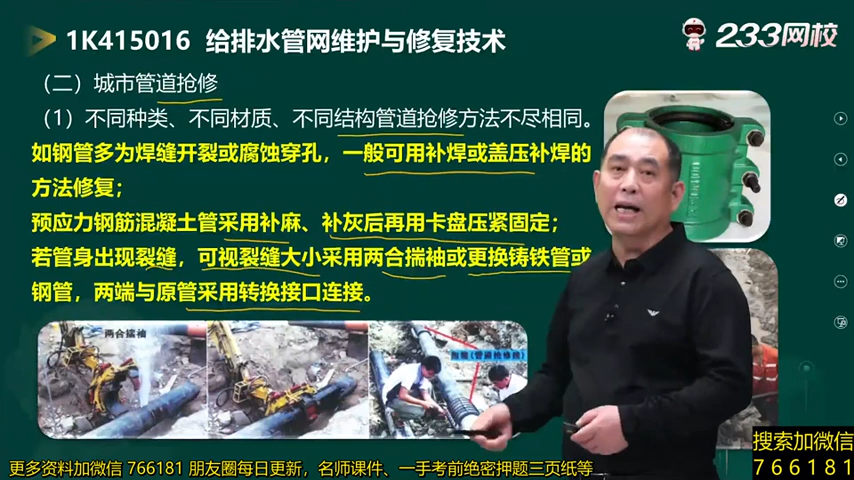 1K415016 给排水管网维护与修复技术
233网校
（二）城市管道抢修
（1）不同种类、不同材质、不同结构管道抢修方法不尽相同。
如钢管多为焊缝开裂或腐蚀穿孔，一般可用补焊或盖压补焊的
方法修复；
预应力钢筋混凝土管采用补麻、补灰后再用卡盘压紧固定；
若管身出现裂缝，可视裂缝大小采用两合揣袖或更换铸铁管或
钢管，两端与原管采用转换接口连接。
两合揣袖
搜索加微信
766181
更多资料加微信 766181 朋友圈每日更新，名师课件、一手考前绝密押题三页纸等